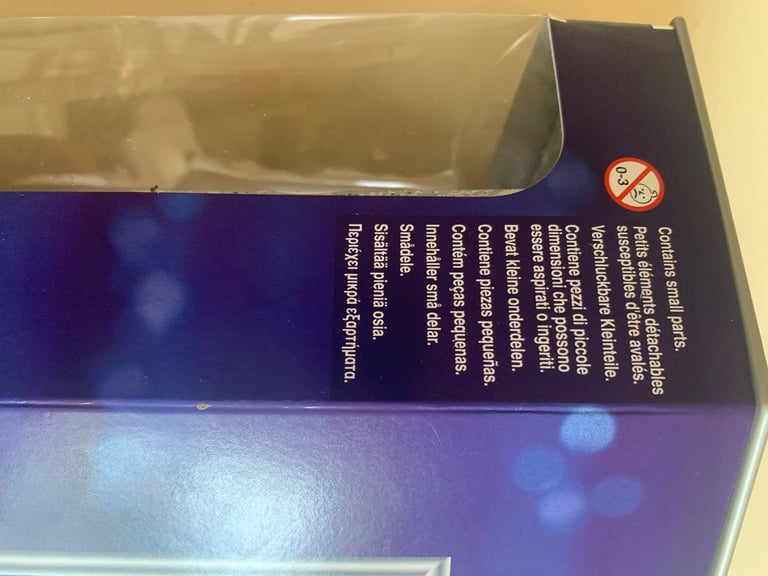 0-3
Contains small parts.
Petits éléments détachables
susceptibles d'être avalés.
Verschluckbare Kleinteile.
Contiene pezzi di piccole
dimensioni che possono
essere aspirati o ingeriti.
Bevat kleine onderdelen.
Contiene piezas pequeñas.
Contém peças pequenas.
Innehåller små delar.
Smådele.
Sisältää pieniä osia.
Περιέχει μικρά εξαρτήματα.